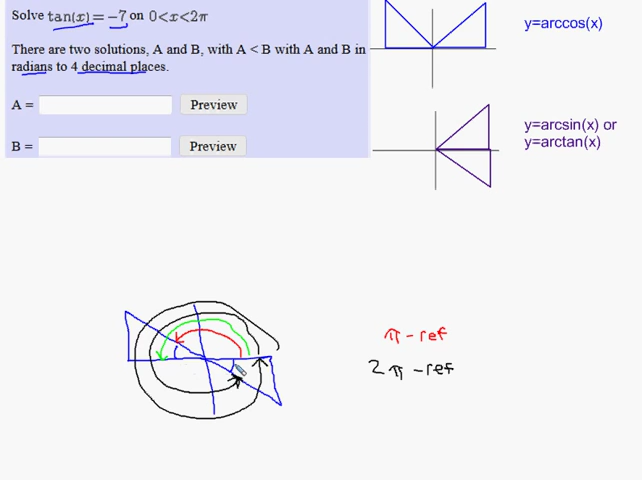 Solve tan(x) = −7 on 0<x<2π
There are two solutions, A and B, with A < B with A and B in
radians to 4 decimal places.
A = Preview
B = Preview
y=arccos(x)
y=arcsin(x) or
y=arctan(x)
π - ref
2π - ref